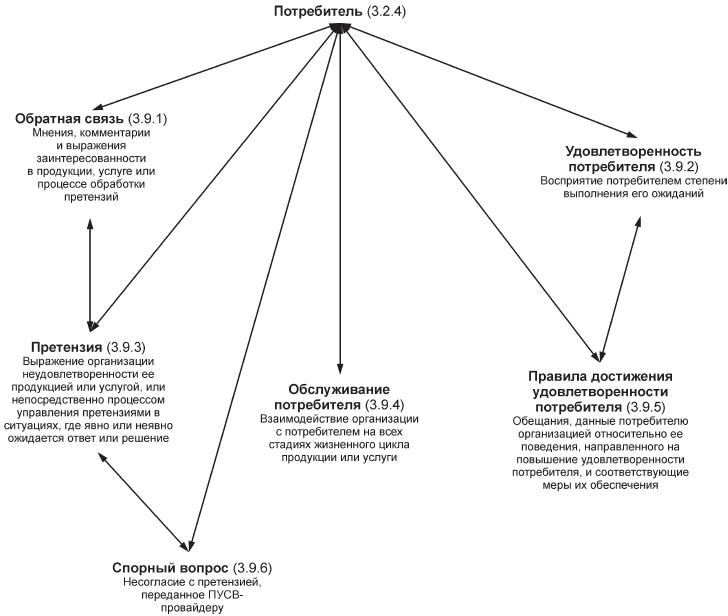 Потребитель (3.2.4)
Обратная связь (3.9.1)
Мнения, комментарии
и выражения
заинтересованности
в продукции, услуге или
процессе обработки
претензий
Удовлетворенность
потребителя (3.9.2)
Восприятие потребителем степени
выполнения его ожиданий
Претензия (3.9.3)
Выражение организации
неудовлетворенности ее
продукцией или услугой, или
непосредственно процессом
управления претензиями в
ситуациях, где явно или неявно
ожидается ответ или решение
Обслуживание
потребителя (3.9.4)
Взаимодействие организации
с потребителем на всех
стадиях жизненного цикла
продукции или услуги
Правила достижения
удовлетворенности
потребителя (3.9.5)
Обещания, данные потребителю
организацией относительно ее
поведения, направленного на
повышение удовлетворенности
потребителя, и соответствующие
меры их обеспечения
Спорный вопрос (3.9.6)
Несогласие с претензией,
переданное ПУСВ-
провайдеру